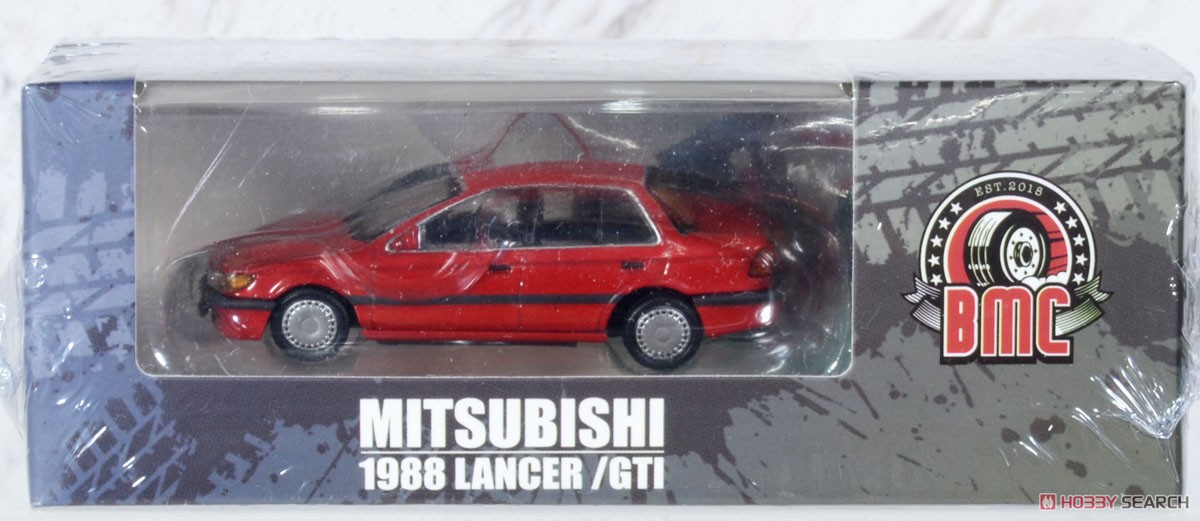 EST.2018
BMC
MITSUBISHI
1988 LANCER /GTI
HOBBY SEARCH